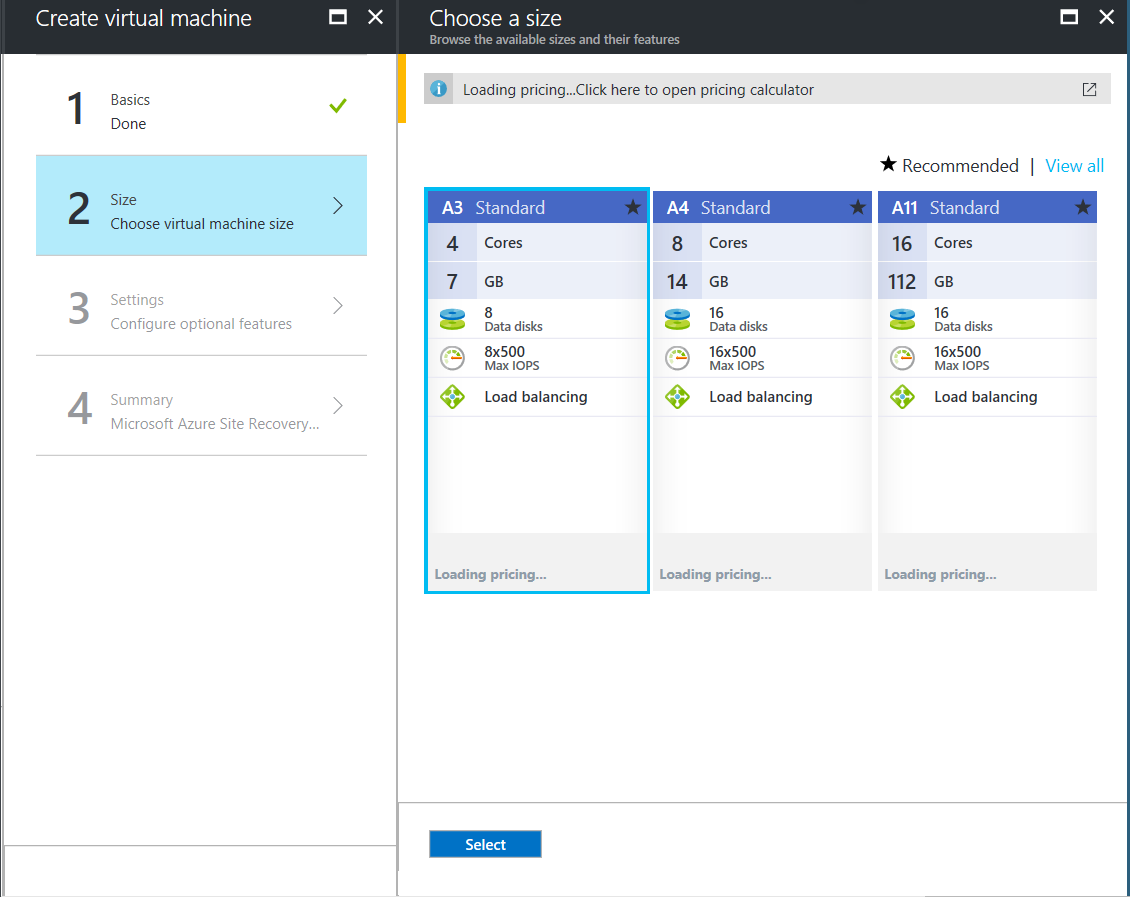 Create virtual machine
Choose a size
Browse the available sizes and their features
1
Basics
Done
2
Size
Choose virtual machine size
3
Settings
Configure optional features
4
Summary
Microsoft Azure Site Recovery...
Loading pricing...Click here to open pricing calculator
Recommended | View all
A3 Standard
4 Cores
7 GB
8
Data disks
8x500
Max IOPS
Load balancing
Loading pricing...
A4 Standard
8 Cores
14 GB
16
Data disks
16x500
Max IOPS
Load balancing
Loading pricing...
A11 Standard
16 Cores
112 GB
16
Data disks
16x500
Max IOPS
Load balancing
Loading pricing...
Select